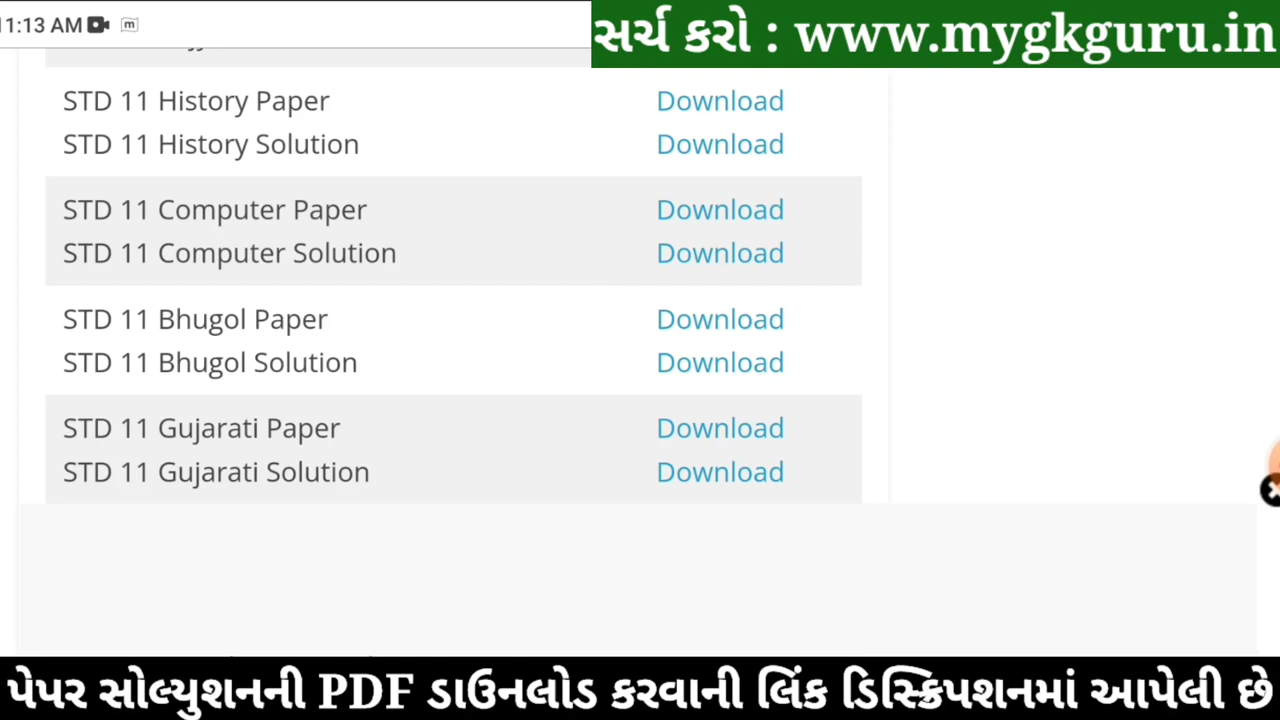 11:13 AM
સર્ચ કરો : www.mygkguru.in
STD 11 History Paper Download
STD 11 History Solution Download
STD 11 Computer Paper Download
STD 11 Computer Solution Download
STD 11 Bhugol Paper Download
STD 11 Bhugol Solution Download
STD 11 Gujarati Paper Download
STD 11 Gujarati Solution Download
પેપર સોલ્યુશનની PDF ડાઉનલોડ કરવાની લિંક ડિસ્ક્રિપશનમાં આપેલી છે